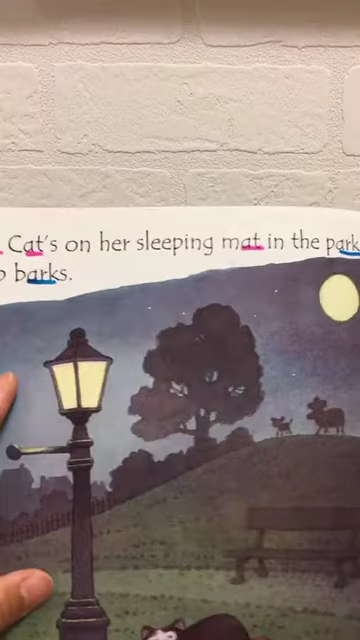 Cat's on her sleeping mat in the park
barks.